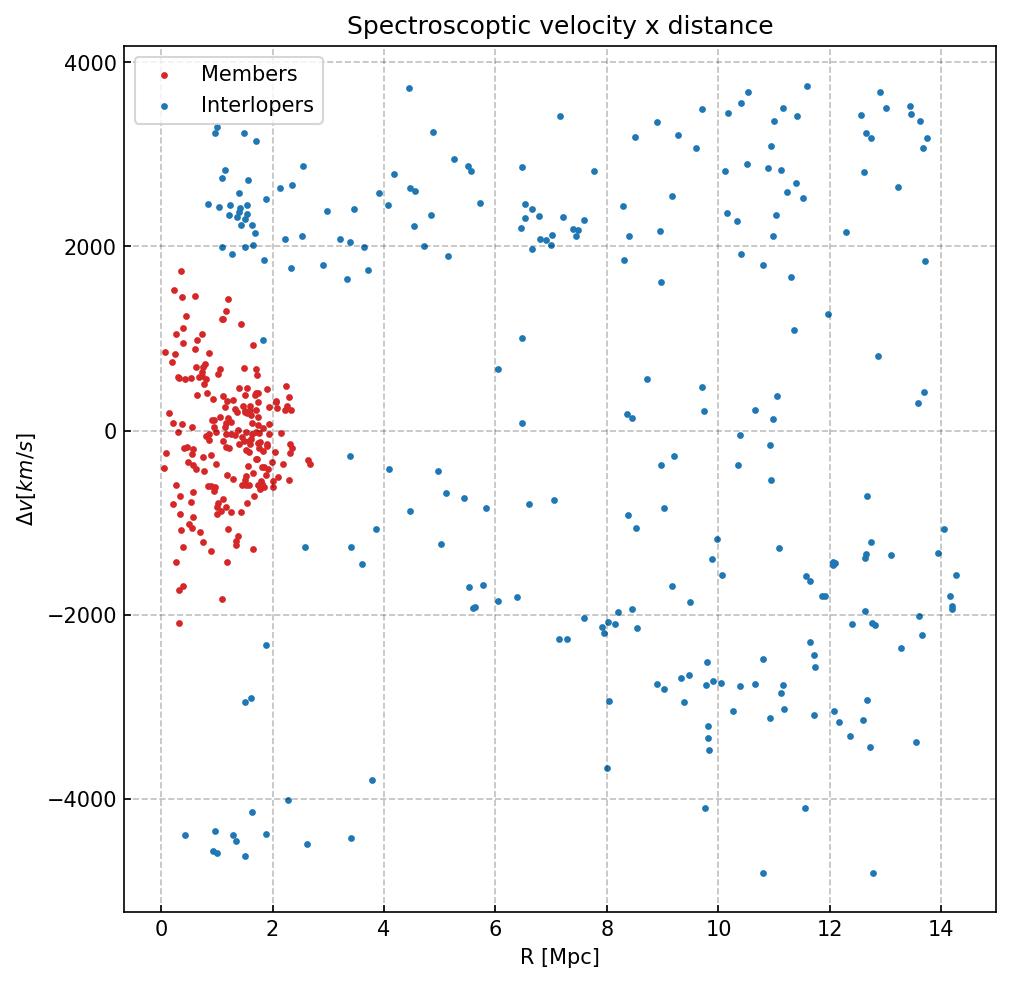 Spectroscoptic velocity x distance
Members
Interlopers
4000
2000
0
−2000
−4000
Δv[km/s]
0 2 4 6 8 10 12 14
R [Mpc]